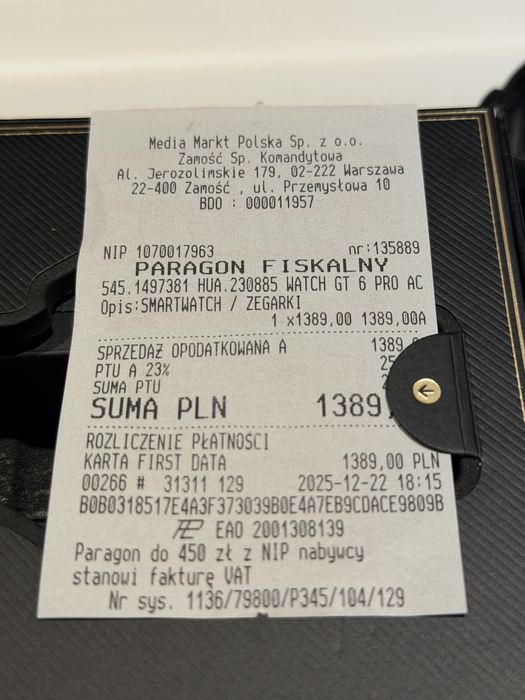 Media Markt Polska Sp. z o.o.
Zamość Sp. Komandytowa
Al. Jerozolimskie 179, 02-222 Warszawa
22-400 Zamość , ul. Przemysłowa 10
BDO : 000011957
NIP 1070017963 nr:135889
PARAGON FISKALNY
545.1497381 HUA.230885 WATCH GT 6 PRO AC
Opis:SMARTWATCH / ZEGARKI
1 x1389,00 1389,00A
SPRZEDAŻ OPODATKOWANA A 1389
PTU A 23%
SUMA PTU
SUMA PLN 1389,
ROZLICZENIE PŁATNOŚCI
KARTA FIRST DATA 1389,00 PLN
00266 # 31311 129 2025-12-22 18:15
B0B0318517E4A3F373039B0E4A7EB9CDACE9809B
EAO 2001308139
Paragon do 450 zł z NIP nabywcy
stanowi fakturę VAT
Nr sys. 1136/79800/P345/104/129